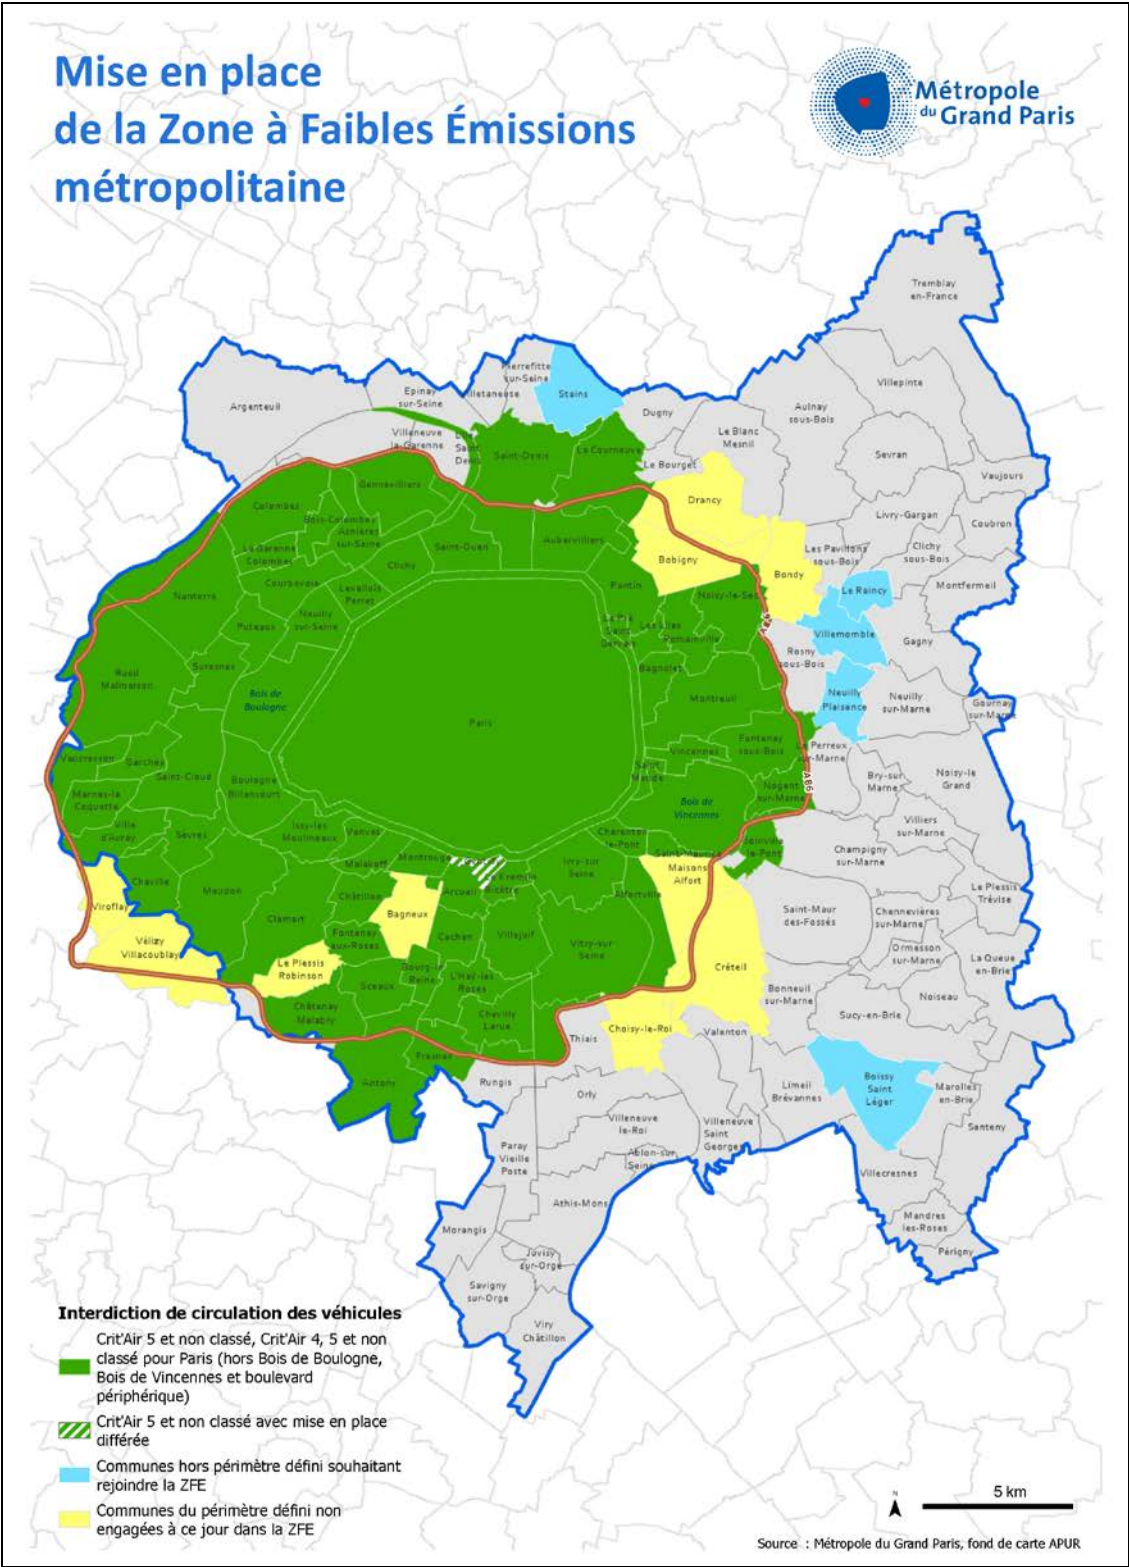 Mise en place
de la Zone à Faibles Émissions
métropolitaine
Métropole
du Grand Paris
Tremblay
en-France
Villepinte
Aulnay
sous-Bois
Sevran
Vaujours
Livry-Gargan
Coubron
Clichy
sous-Bois
Les Pavillons
sous-Bois
Montfermeil
Pierrefitte
sur-Seine
Stains
Epinay
sur-Seine
Villetaneuse
Argenteuil
Villeneuve
la-Garenne
Saint-Denis
La Courneuve
Dugny
Le Blanc
Mesnil
Le Bourget
Drancy
Bobigny
Bondy
Le Raincy
Villemomble
Gagny
Rosny
sous-Bois
Neuilly
Plaisance
Neuilly
sur-Marne
Gournay
sur-Marne
Gennevilliers
Colombes
Bois-Colombes
Asnières
sur-Seine
La Garenne
Colombes
Saint-Ouen
Aubervilliers
Clichy
Courbevoie
Levallois
Perret
Nanterre
Neuilly
sur-Seine
Puteaux
Pantin
Noisy-le-Sec
Le Pré
Saint
Gervais
Les Lilas
Romainville
A86
Rueil
Malmaison
Suresnes
Bois de
Boulogne
Paris
Bagnolet
Montreuil
Fontenay
sous-Bois
Vincennes
Saint
Mandé
Le Perreux
sur-Marne
Nogent
sur-Marne
A86
Bois de
Vincennes
Bry-sur
Marne
Noisy-le
Grand
Villiers
sur-Marne
Vaucresson
Garches
Saint-Cloud
Marnes-la
Coquette
Boulogne
Billancourt
Ville
d'Avray
Sèvres
Issy-les
Moulineaux
Vanves
Malakoff
Montrouge
Charenton
le-Pont
Saint-Maurice
Joinville
le-Pont
Champigny
sur-Marne
Le Plessis
Trévise
Chaville
Meudon
Viroflay
Vélizy
Villacoublay
Clamart
Châtillon
Bagneux
Arcueil
Le Kremlin
Bicêtre
Ivry-sur
Seine
Maisons
Alfort
Alfortville
Fontenay
aux-Roses
Cachan
Villejuif
Vitry-sur
Seine
Créteil
Saint-Maur
des-Fossés
Chennevières
sur-Marne
Ormesson
sur-Marne
La Queue
en-Brie
Le Plessis
Robinson
Sceaux
Bourg-la
Reine
L'Haÿ-les
Roses
Châtenay
Malabry
Chevilly
Larue
Bonneuil
sur-Marne
Noiseau
Sucy-en-Brie
Fresnes
Antony
Rungis
Thiais
Choisy-le-Roi
Valenton
Boissy
Saint
Léger
Limeil
Brévannes
Marolles
en-Brie
Santeny
Orly
Villeneuve
le-Roi
Villeneuve
Saint
Georges
Paray
Vieille
Poste
Ablon-sur
Seine
Villecresnes
Athis-Mons
Mandres
les-Roses
Périgny
Morangis
Juvisy
sur-Orge
Savigny
sur-Orge
Viry
Châtillon
Interdiction de circulation des véhicules
Crit'Air 5 et non classé, Crit'Air 4, 5 et non
classé pour Paris (hors Bois de Boulogne,
Bois de Vincennes et boulevard
périphérique)
Crit'Air 5 et non classé avec mise en place
différée
Communes hors périmètre défini souhaitant
rejoindre la ZFE
Communes du périmètre défini non
engagées à ce jour dans la ZFE
N
5 km
Source : Métropole du Grand Paris, fond de carte APUR